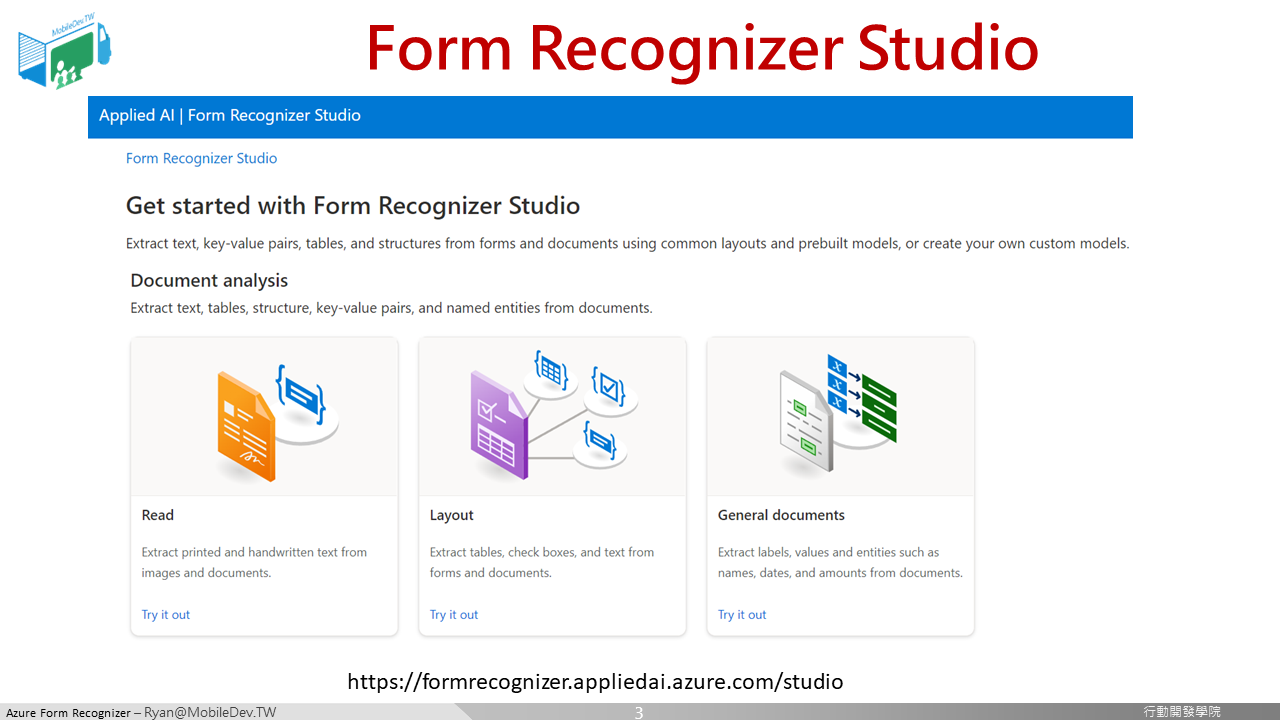 MobileDev.TW
Form Recognizer Studio
Applied AI | Form Recognizer Studio
Form Recognizer Studio
Get started with Form Recognizer Studio
Extract text, key-value pairs, tables, and structures from forms and documents using common layouts and prebuilt models, or create your own custom models.
Document analysis
Extract text, tables, structure, key-value pairs, and named entities from documents.
Read
Extract printed and handwritten text from
images and documents.
Try it out
Layout
Extract tables, check boxes, and text from
forms and documents.
Try it out
General documents
Extract labels, values and entities such as
names, dates, and amounts from documents.
Try it out
https://formrecognizer.appliedai.azure.com/studio
Azure Form Recognizer – Ryan@MobileDev.TW
3
行動開發學院